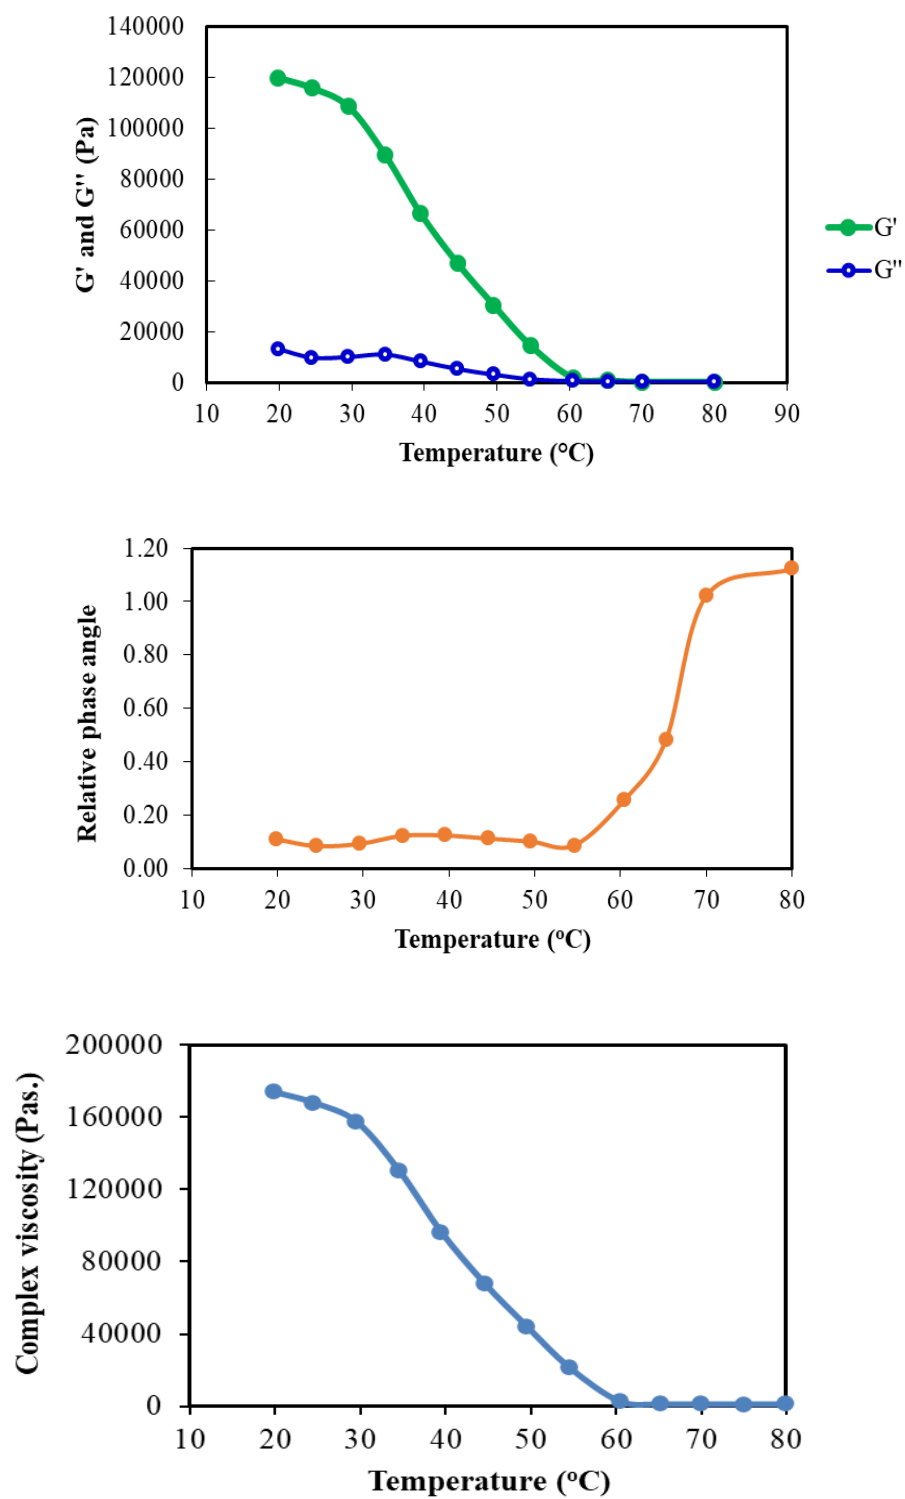 140000
120000
100000
80000
60000
40000
20000
0
G' and G'' (Pa)
10 20 30 40 50 60 70 80 90
Temperature (°C)
G'
G''
1.20
1.00
0.80
0.60
0.40
0.20
0.00
Relative phase angle
10 20 30 40 50 60 70 80
Temperature (ºC)
200000
160000
120000
80000
40000
0
Complex viscosity (Pas.)
10 20 30 40 50 60 70 80
Temperature (ºC)